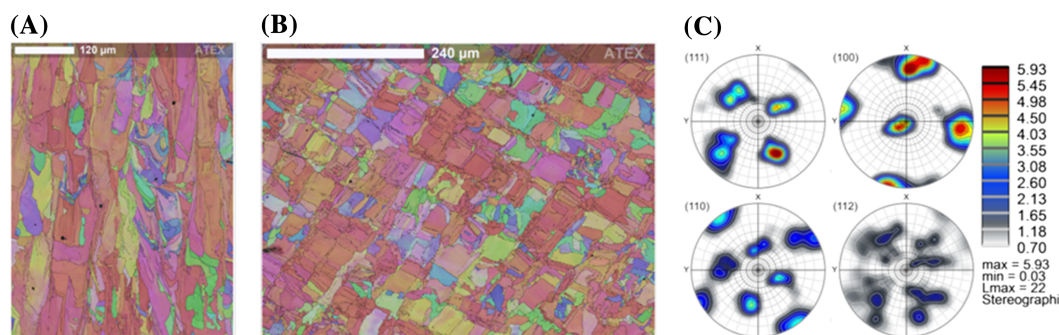 (A)
120 μm
ATEX
(B)
240 μm
ATEX
(C)
(111)
X
Y
(100)
X
Y
(110)
X
Y
(112)
X
Y
5.93
5.45
4.98
4.50
4.03
3.55
3.08
2.60
2.13
1.65
1.18
0.70
max = 5.93
min = 0.03
Lmax = 22
Stereographi